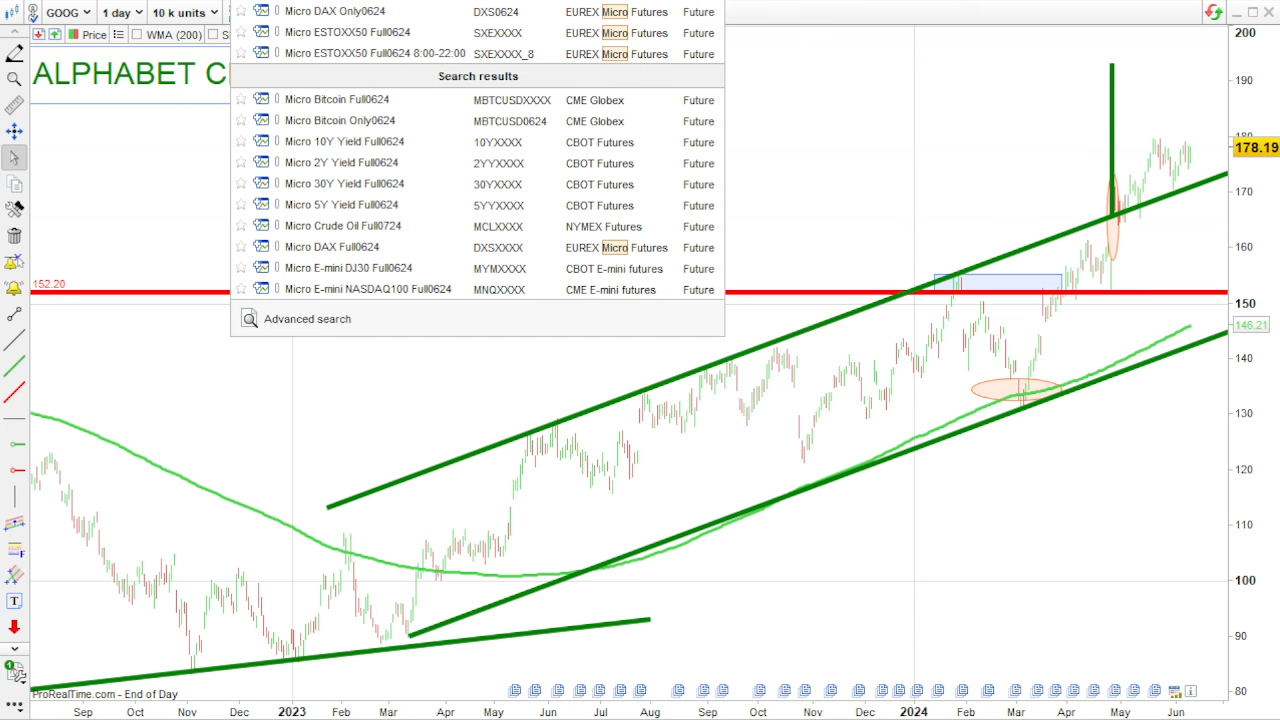 GOOG 1 day 10 k units
Price WMA (200) S
ALPHABET C
Micro DAX Only0624 DXS0624 EUREX Micro Futures Future
Micro ESTOXX50 Full0624 SXEXXXX EUREX Micro Futures Future
Micro ESTOXX50 Full0624 8:00-22:00 SXEXXXX_8 EUREX Micro Futures Future
Search results
Micro Bitcoin Full0624 MBTCUSDXXXX CME Globex Future
Micro Bitcoin Only0624 MBTCUSD0624 CME Globex Future
Micro 10Y Yield Full0624 10YXXXX CBOT Futures Future
Micro 2Y Yield Full0624 2YYXXXX CBOT Futures Future
Micro 30Y Yield Full0624 30YXXXX CBOT Futures Future
Micro 5Y Yield Full0624 5YYXXXX CBOT Futures Future
Micro Crude Oil Full0724 MCLXXXX NYMEX Futures Future
Micro DAX Full0624 DXSXXXX EUREX Micro Futures Future
Micro E-mini DJ30 Full0624 MYMXXXX CBOT E-mini futures Future
Micro E-mini NASDAQ100 Full0624 MNQXXXX CME E-mini futures Future
Advanced search
152.20
200
190
180
178.19
170
160
150
146.21
140
130
120
110
100
90
80
T
F
1
ProRealTime.com - End of Day
Sep Oct Nov Dec 2023 Feb Mar Apr May Jun Jul Aug Sep Oct Nov Dec 2024 Feb Mar Apr May Jun